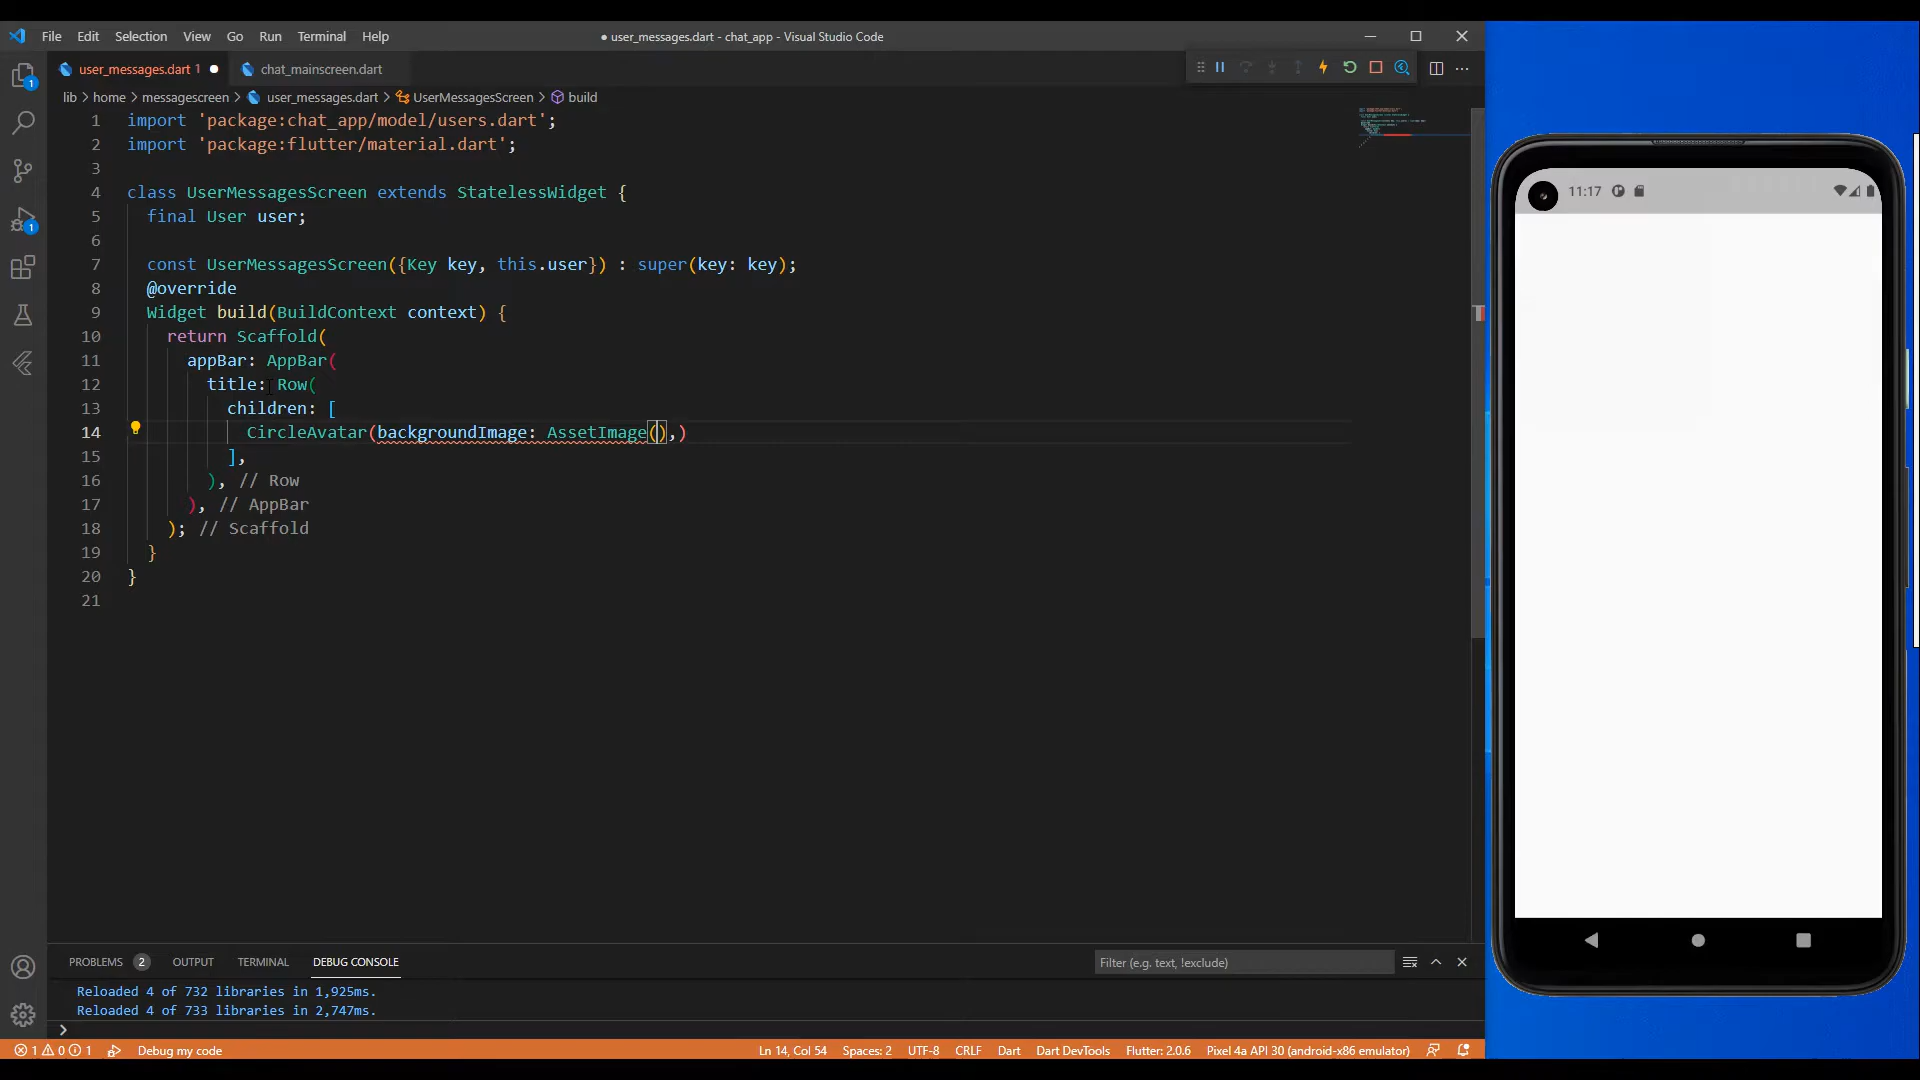 File Edit Selection View Go Run Terminal Help
● user_messages.dart - chat_app - Visual Studio Code
user_messages.dart 1 ●
chat_mainscreen.dart
lib > home > messagescreen > user_messages.dart > UserMessagesScreen > build
1 import 'package:chat_app/model/users.dart';
2 import 'package:flutter/material.dart';
3
4 class UserMessagesScreen extends StatelessWidget {
5 final User user;
6
7 const UserMessagesScreen({Key key, this.user}) : super(key: key);
8 @override
9 Widget build(BuildContext context) {
10 return Scaffold(
11 appBar: AppBar(
12 title: Row(
13 children: [
14 CircleAvatar(backgroundImage: AssetImage(),)
15 ],
16 ), // Row
17 ), // AppBar
18 ); // Scaffold
19 }
20 }
21
11:17
PROBLEMS 2 OUTPUT TERMINAL DEBUG CONSOLE
Filter (e.g. text, !exclude)
Reloaded 4 of 732 libraries in 1,925ms.
Reloaded 4 of 733 libraries in 2,747ms.
>
1 0 1 Debug my code
Ln 14, Col 54 Spaces: 2 UTF-8 CRLF Dart Dart DevTools Flutter: 2.0.6 Pixel 4a API 30 (android-x86 emulator)